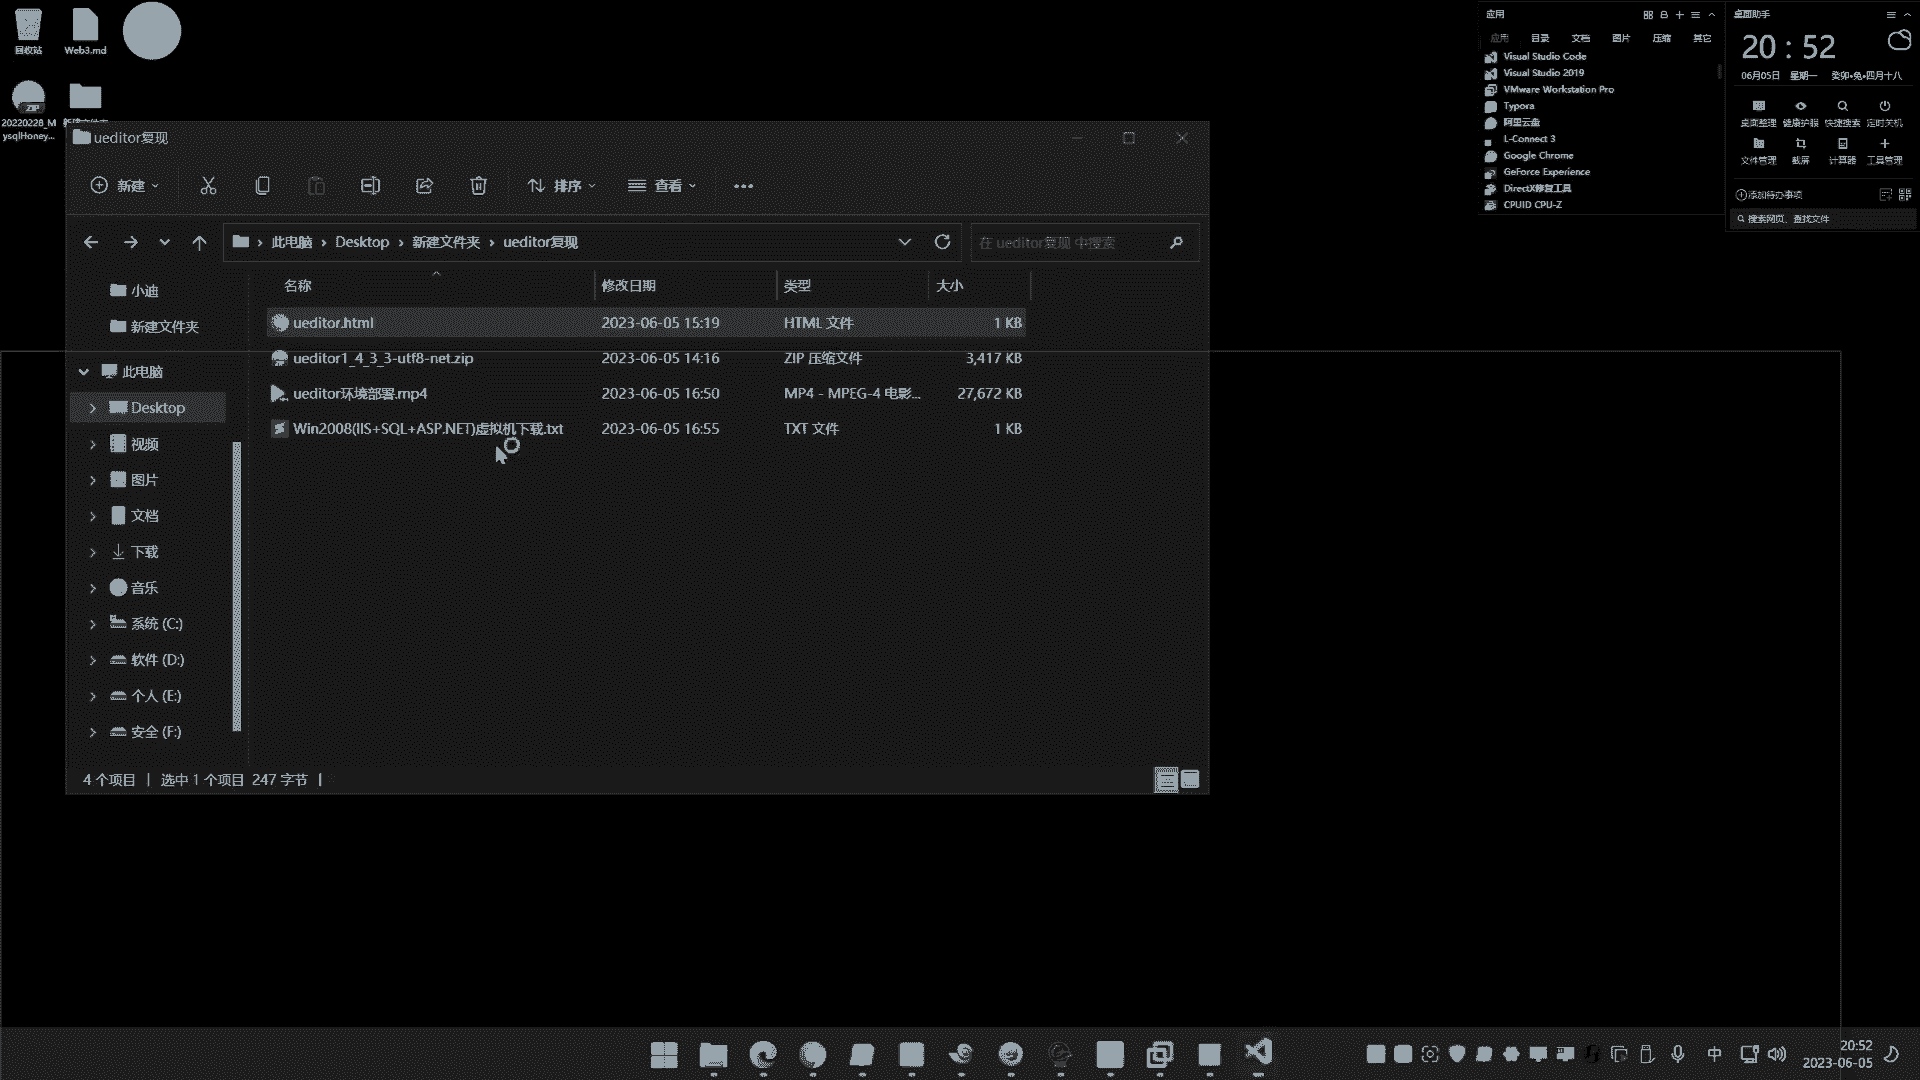 回收站
Web3.md
20220228_M
ysqlHoney...
ueditor复现
新建
排序
查看
此电脑 › Desktop › 新建文件夹 › ueditor复现
在 ueditor复现 中搜索
名称 修改日期 类型 大小
小迪
新建文件夹
此电脑
Desktop
视频
图片
文档
下载
音乐
系统 (C:)
软件 (D:)
个人 (E:)
安全 (F:)
ueditor.html 2023-06-05 15:19 HTML 文件 1 KB
ueditor1_4_3_3-utf8-net.zip 2023-06-05 14:16 ZIP 压缩文件 3,417 KB
ueditor环境部署.mp4 2023-06-05 16:50 MP4 - MPEG-4 电影... 27,672 KB
Win2008(IIS+SQL+ASP.NET)虚拟机下载.txt 2023-06-05 16:55 TXT 文件 1 KB
4 个项目 | 选中 1 个项目 247 字节 |
应用
应用 目录 文档 图片 压缩 其它
Visual Studio Code
Visual Studio 2019
VMware Workstation Pro
Typora
阿里云盘
L-Connect 3
Google Chrome
GeForce Experience
DirectX修复工具
CPUID CPU-Z
桌面助手
20 : 52
06月05日 星期一 癸卯•兔•四月十八
桌面整理 健康护眼 快捷搜索 定时关机
文件管理 截屏 计算器 工具管理
添加待办事项
搜索网页、查找文件
中
20:52
2023-06-05